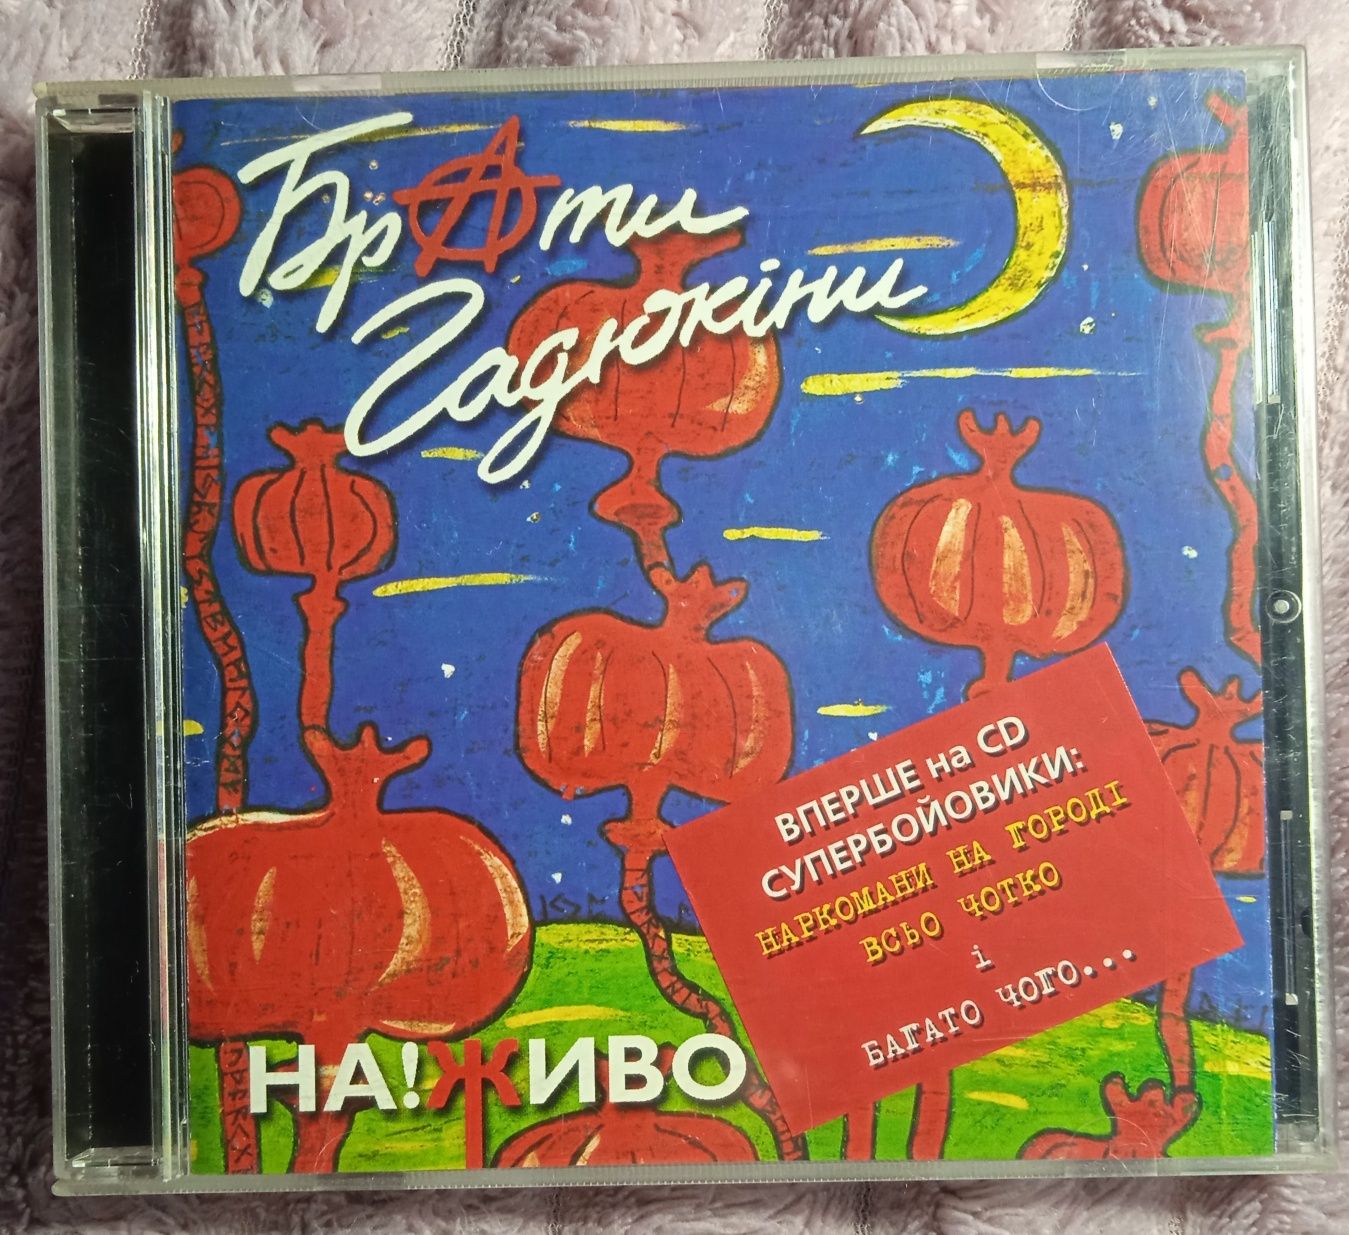 Брати
Гадюкіни
ВПЕРШЕ на CD
СУПЕРБОЙОВИКИ:
НАРКОМАНИ НА ГОРОДІ
ВСЬО ЧОТКО
і
БАГАТО ЧОГО...
НА!ЖИВО